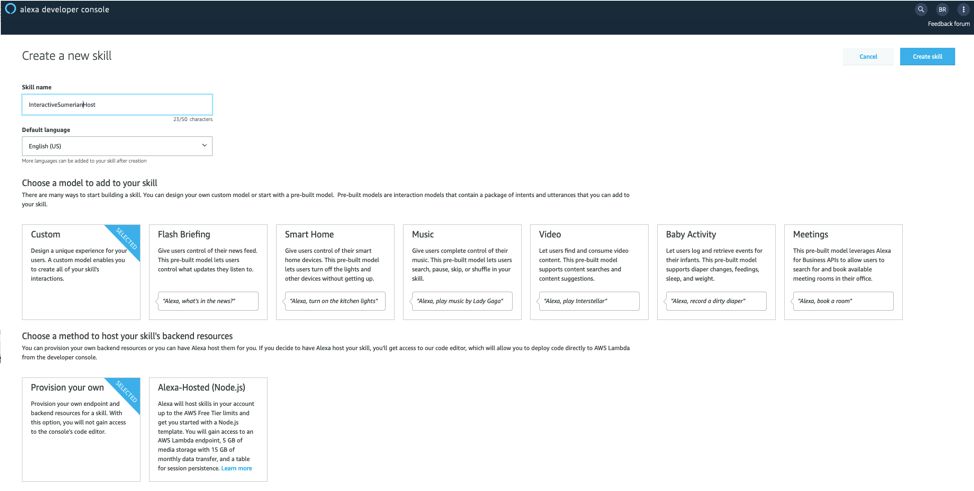 alexa developer console
BR
Feedback forum
Create a new skill
Cancel
Create skill
Skill name
InteractiveSumerianHost
23/50 characters
Default language
English (US)
More languages can be added to your skill after creation
Choose a model to add to your skill
There are many ways to start building a skill. You can design your own custom model or start with a pre-built model. Pre-built models are interaction models that contain a package of intents and utterances that you can add to
your skill.
Custom
SELECTED
Design a unique experience for your
users. A custom model enables you
to create all of your skill's
interactions.
Flash Briefing
Give users control of their news feed.
This pre-built model lets users
control what updates they listen to.
"Alexa, what's in the news?"
Smart Home
Give users control of their smart
home devices. This pre-built model
lets users turn off the lights and
other devices without getting up.
"Alexa, turn on the kitchen lights"
Music
Give users complete control of their
music. This pre-built model lets users
search, pause, skip, or shuffle in your
skill.
"Alexa, play music by Lady Gaga"
Video
Let users find and consume video
content. This pre-built model
supports content searches and
content suggestions.
"Alexa, play Interstellar"
Baby Activity
Let users log and retrieve events for
their infants. This pre-built model
supports diaper changes, feedings,
sleep, and weight.
"Alexa, record a dirty diaper"
Meetings
This pre-built model leverages Alexa
for Business APIs to allow users to
search for and book available
meeting rooms in their office.
"Alexa, book a room"
Choose a method to host your skill's backend resources
You can provision your own backend resources or you can have Alexa host them for you. If you decide to have Alexa host your skill, you'll get access to our code editor, which will allow you to deploy code directly to AWS Lambda
from the developer console.
Provision your own
SELECTED
Provision your own endpoint and
backend resources for a skill. With
this option, you will not gain access
to the console's code editor.
Alexa-Hosted (Node.js)
Alexa will host skills in your account
up to the AWS Free Tier limits and
get you started with a Node.js
template. You will gain access to an
AWS Lambda endpoint, 5 GB of
media storage with 15 GB of
monthly data transfer, and a table
for session persistence. Learn more